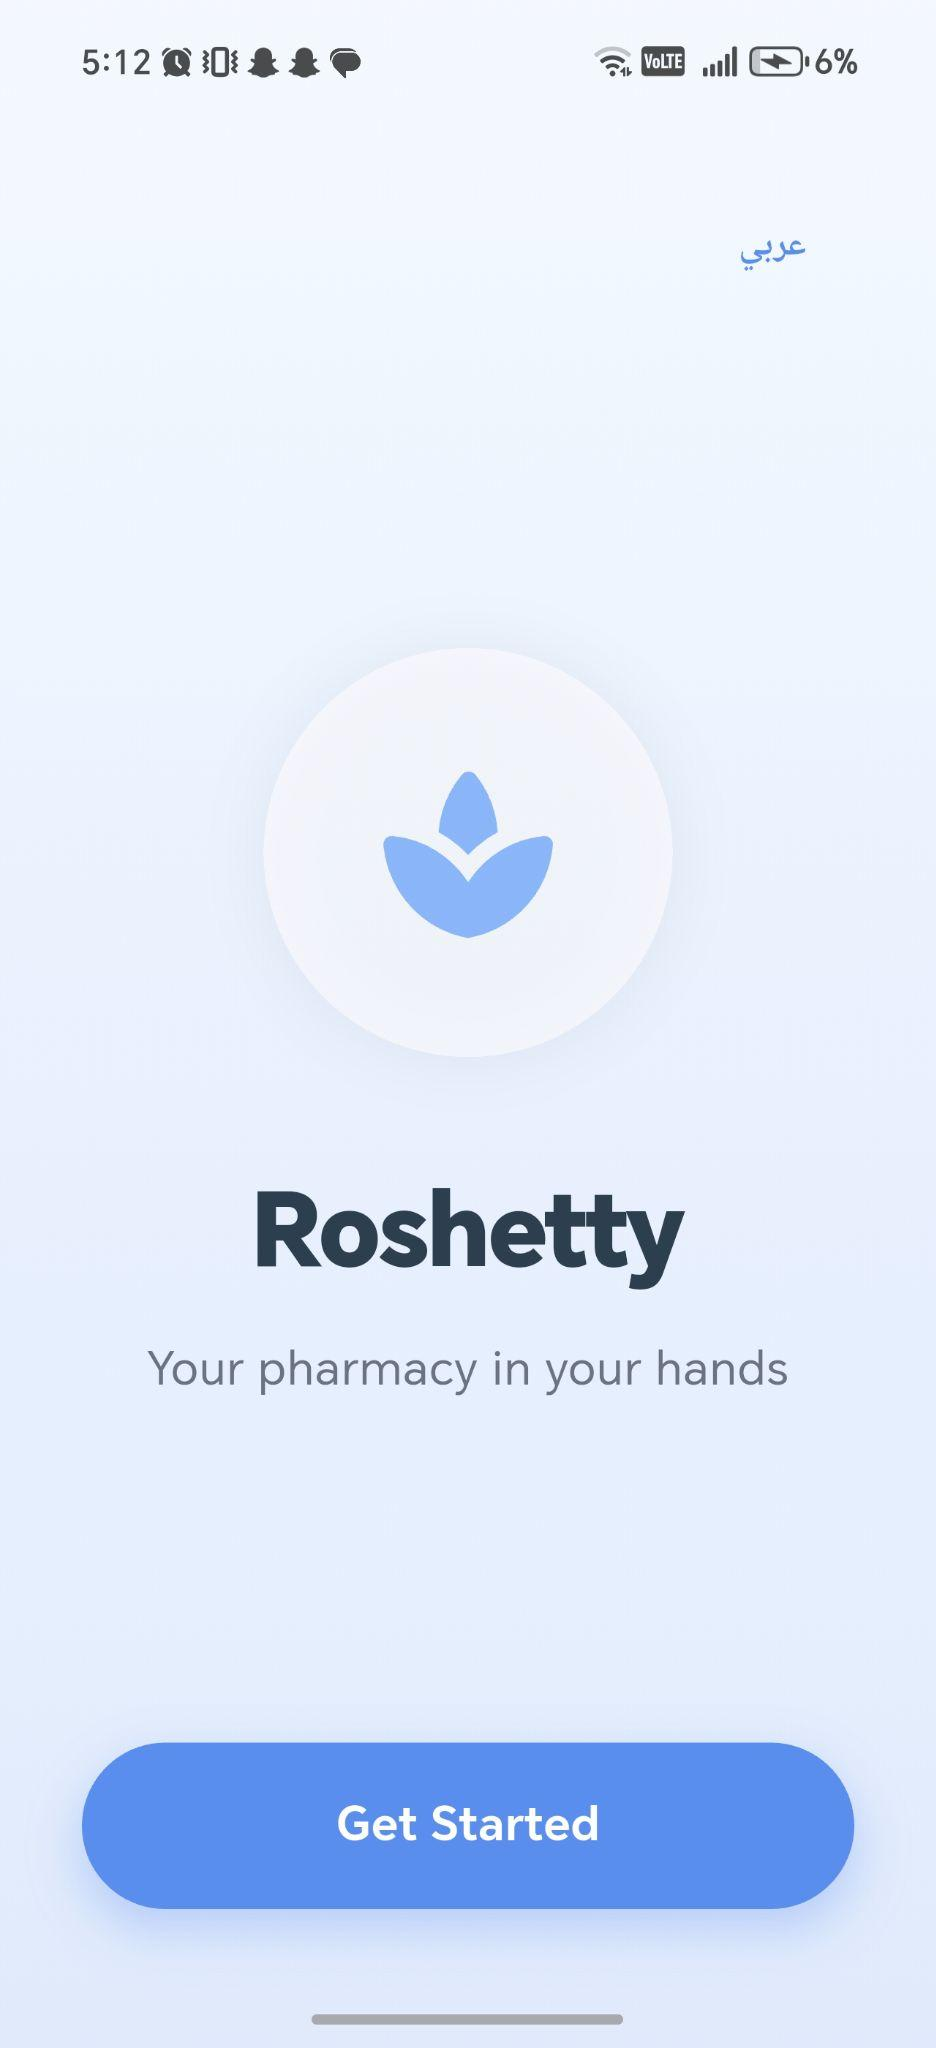 5:12 VoLTE 6%
عربي
Roshetty
Your pharmacy in your hands
Get Started